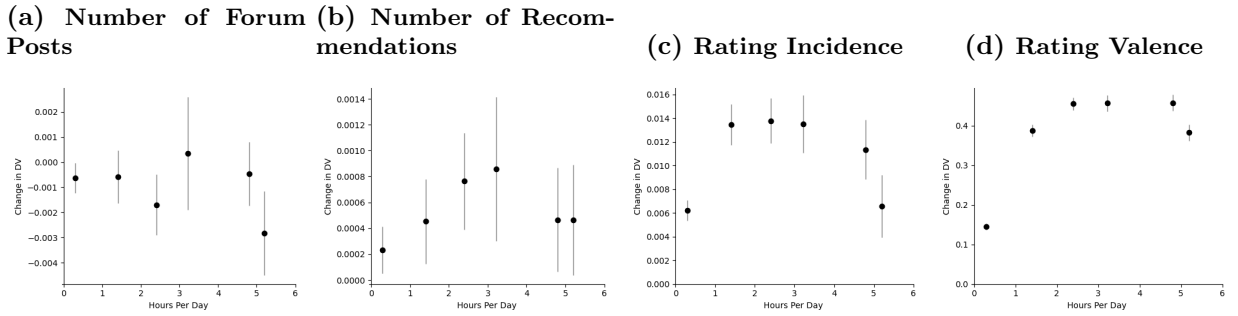 (a) Number of Forum
Posts
0.002
0.001
0.000
−0.001
−0.002
−0.003
−0.004
Change in DV
0 1 2 3 4 5 6
Hours Per Day
(b) Number of Recom-
mendations
0.0014
0.0012
0.0010
0.0008
0.0006
0.0004
0.0002
0.0000
Change in DV
0 1 2 3 4 5 6
Hours Per Day
(c) Rating Incidence
0.016
0.014
0.012
0.010
0.008
0.006
0.004
0.002
0.000
Change in DV
0 1 2 3 4 5 6
Hours Per Day
(d) Rating Valence
0.4
0.3
0.2
0.1
0.0
Change in DV
0 1 2 3 4 5 6
Hours Per Day